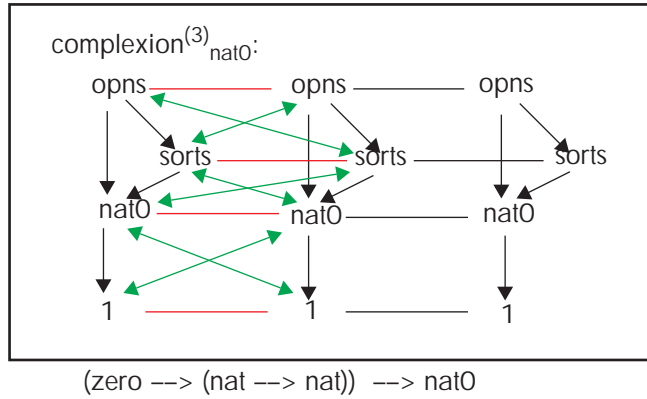 complexion(3)nat0:
opns opns opns
sorts sorts sorts
nat0 nat0 nat0
1 1 1
(zero --> (nat --> nat)) --> nat0